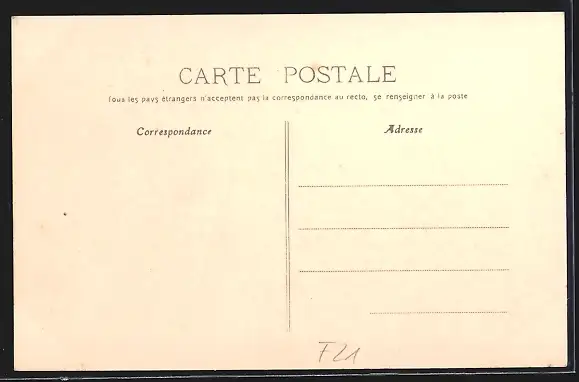 CARTE POSTALE
Tous les pays étrangers n'acceptent pas la correspondance au recto, se renseigner à la poste
Correspondance
Adresse
F21